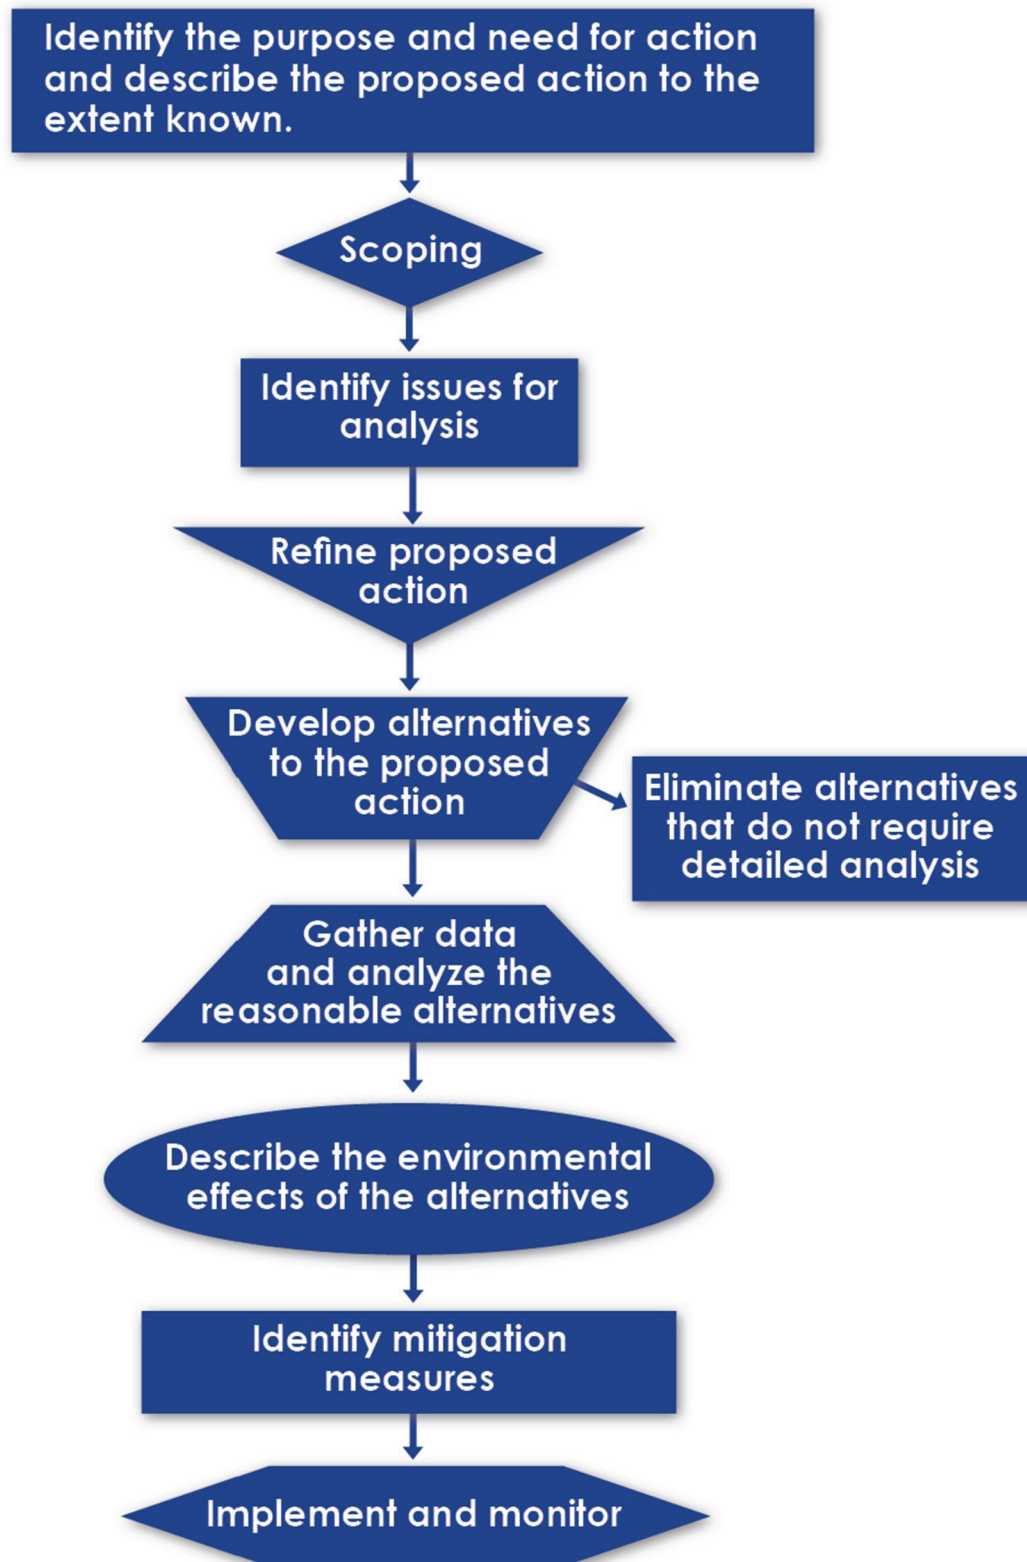 Identify the purpose and need for action
and describe the proposed action to the
extent known.
Scoping
Identify issues for
analysis
Refine proposed
action
Develop alternatives
to the proposed
action
Eliminate alternatives
that do not require
detailed analysis
Gather data
and analyze the
reasonable alternatives
Describe the environmental
effects of the alternatives
Identify mitigation
measures
Implement and monitor